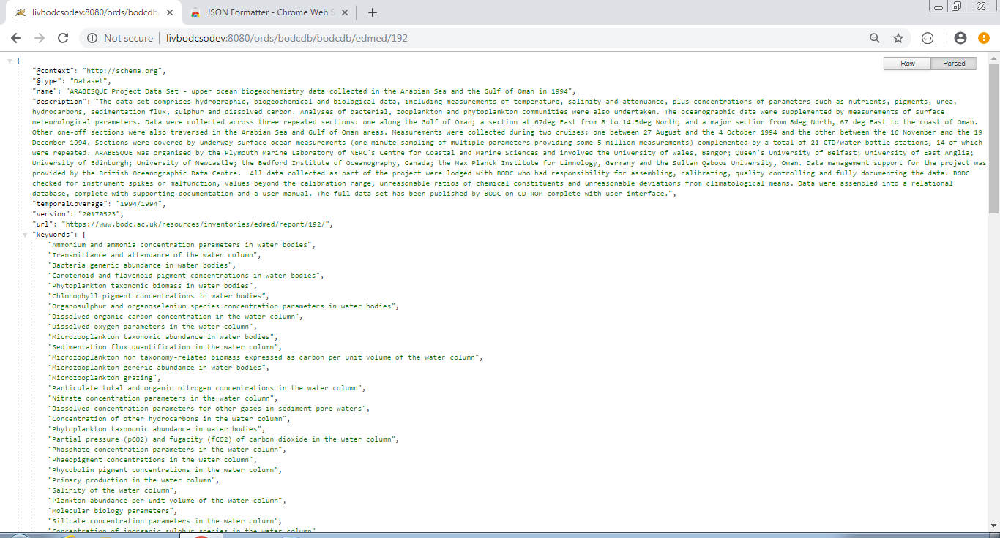 livbodcsodev:8080/ords/bodcdb
JSON Formatter - Chrome Web S
Not secure
livbodcsodev:8080/ords/bodcdb/bodcdb/edmed/192
Raw
Parsed
{
"@context": "http://schema.org",
"@type": "Dataset",
"name": "ARABESQUE Project Data Set - upper ocean biogeochemistry data collected in the Arabian Sea and the Gulf of Oman in 1994",
"description": "The data set comprises hydrographic, biogeochemical and biological data, including measurements of temperature, salinity and attenuance, plus concentrations of parameters such as nutrients, pigments, urea,
hydrocarbons, sedimentation flux, sulphur and dissolved carbon. Analyses of bacterial, zooplankton and phytoplankton communities were also undertaken. The oceanographic data were supplemented by measurements of surface
meteorological parameters. Data were collected across three repeated sections: one along the Gulf of Oman; a section at 67deg East from 8 to 14.5deg North; and a major section from 8deg North, 67 deg East to the coast of Oman.
Other one-off sections were also traversed in the Arabian Sea and Gulf of Oman areas. Measurements were collected during two cruises: one between 27 August and the 4 October 1994 and the other between the 16 November and the 19
December 1994. Sections were covered by underway surface ocean measurements (one minute sampling of multiple parameters providing some 5 million measurements) complemented by a total of 21 CTD/water-bottle stations, 14 of which
were repeated. ARABESQUE was organised by the Plymouth Marine Laboratory of NERC's Centre for Coastal and Marine Sciences and involved the University of Wales, Bangor; Queen's University of Belfast; University of East Anglia;
University of Edinburgh; University of Newcastle; the Bedford Institute of Oceanography, Canada; the Max Planck Institute for Limnology, Germany and the Sultan Qaboos University, Oman. Data management support for the project was
provided by the British Oceanographic Data Centre.  All data collected as part of the project were lodged with BODC who had responsibility for assembling, calibrating, quality controlling and fully documenting the data. BODC
checked for instrument spikes or malfunction, values beyond the calibration range, unreasonable ratios of chemical constituents and unreasonable deviations from climatological means. Data were assembled into a relational
database, complete with supporting documentation and a user manual. The full data set has been published by BODC on CD-ROM complete with user interface.",
"temporalCoverage": "1994/1994",
"version": "20170523",
"url": "https://www.bodc.ac.uk/resources/inventories/edmed/report/192/",
"keywords": [
"Ammonium and ammonia concentration parameters in water bodies",
"Transmittance and attenuance of the water column",
"Bacteria generic abundance in water bodies",
"Carotenoid and flavenoid pigment concentrations in water bodies",
"Phytoplankton taxonomic biomass in water bodies",
"Chlorophyll pigment concentrations in water bodies",
"Organosulphur and organoselenium species concentration parameters in water bodies",
"Dissolved organic carbon concentration in the water column",
"Dissolved oxygen parameters in the water column",
"Microzooplankton taxonomic abundance in water bodies",
"Sedimentation flux quantification in the water column",
"Microzooplankton non taxonomy-related biomass expressed as carbon per unit volume of the water column",
"Microzooplankton generic abundance in water bodies",
"Microzooplankton grazing",
"Particulate total and organic nitrogen concentrations in the water column",
"Nitrate concentration parameters in the water column",
"Dissolved concentration parameters for other gases in sediment pore waters",
"Concentration of other hydrocarbons in the water column",
"Phytoplankton taxonomic abundance in water bodies",
"Partial pressure (pCO2) and fugacity (fCO2) of carbon dioxide in the water column",
"Phosphate concentration parameters in the water column",
"Phaeopigment concentrations in the water column",
"Phycobolin pigment concentrations in the water column",
"Primary production in the water column",
"Salinity of the water column",
"Plankton abundance per unit volume of the water column",
"Molecular biology parameters",
"Silicate concentration parameters in the water column",
"Concentration of inorganic sulphur species in the water column"